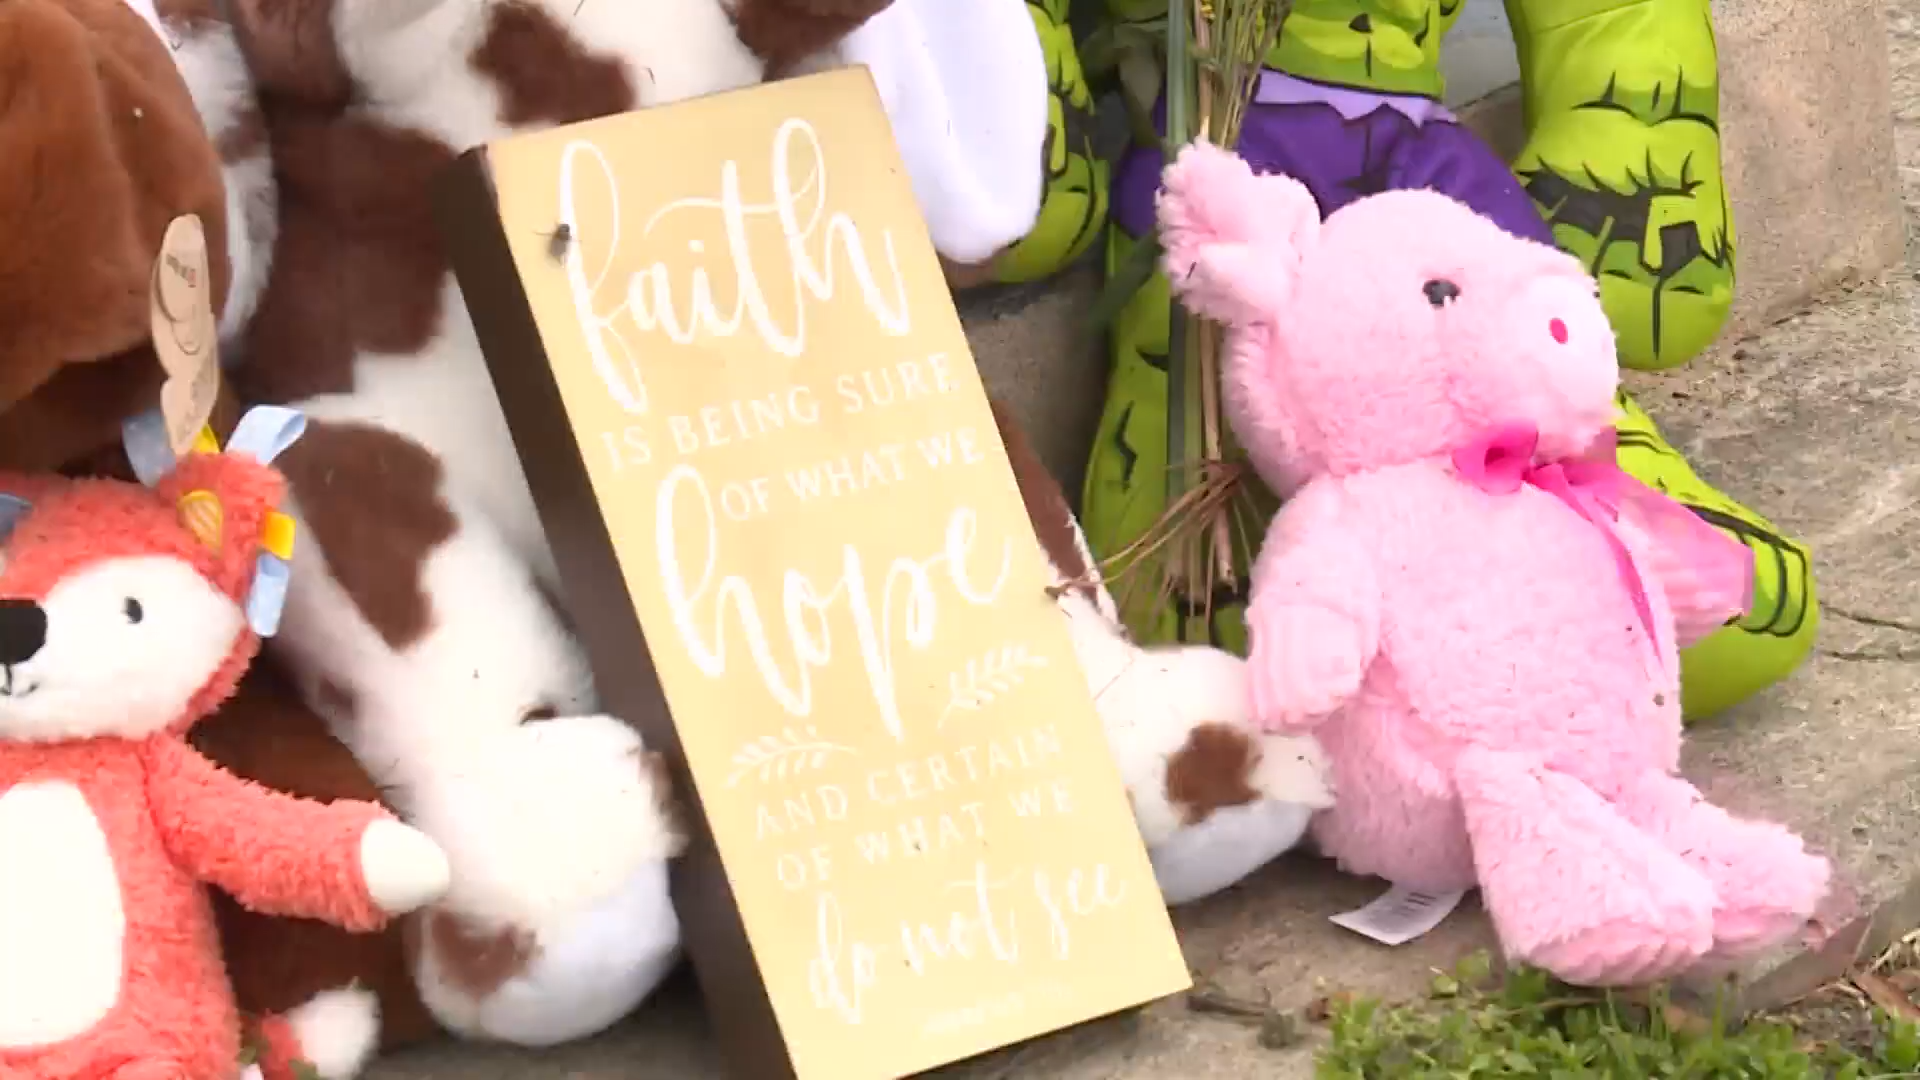 faith
IS BEING SURE
OF WHAT WE
hope
AND CERTAIN
OF WHAT WE
do not see